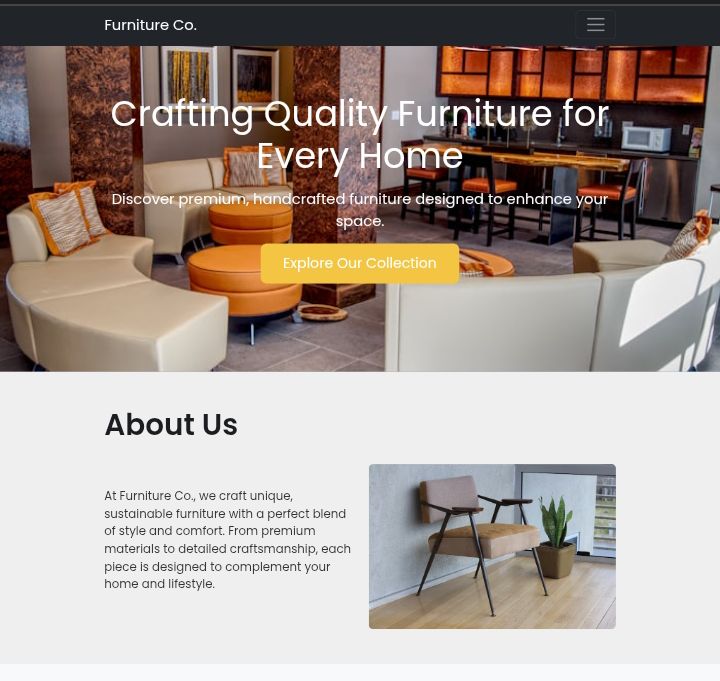 Furniture Co.
Crafting Quality Furniture for
Every Home
Discover premium, handcrafted furniture designed to enhance your
space.
Explore Our Collection
About Us
At Furniture Co., we craft unique,
sustainable furniture with a perfect blend
of style and comfort. From premium
materials to detailed craftsmanship, each
piece is designed to complement your
home and lifestyle.